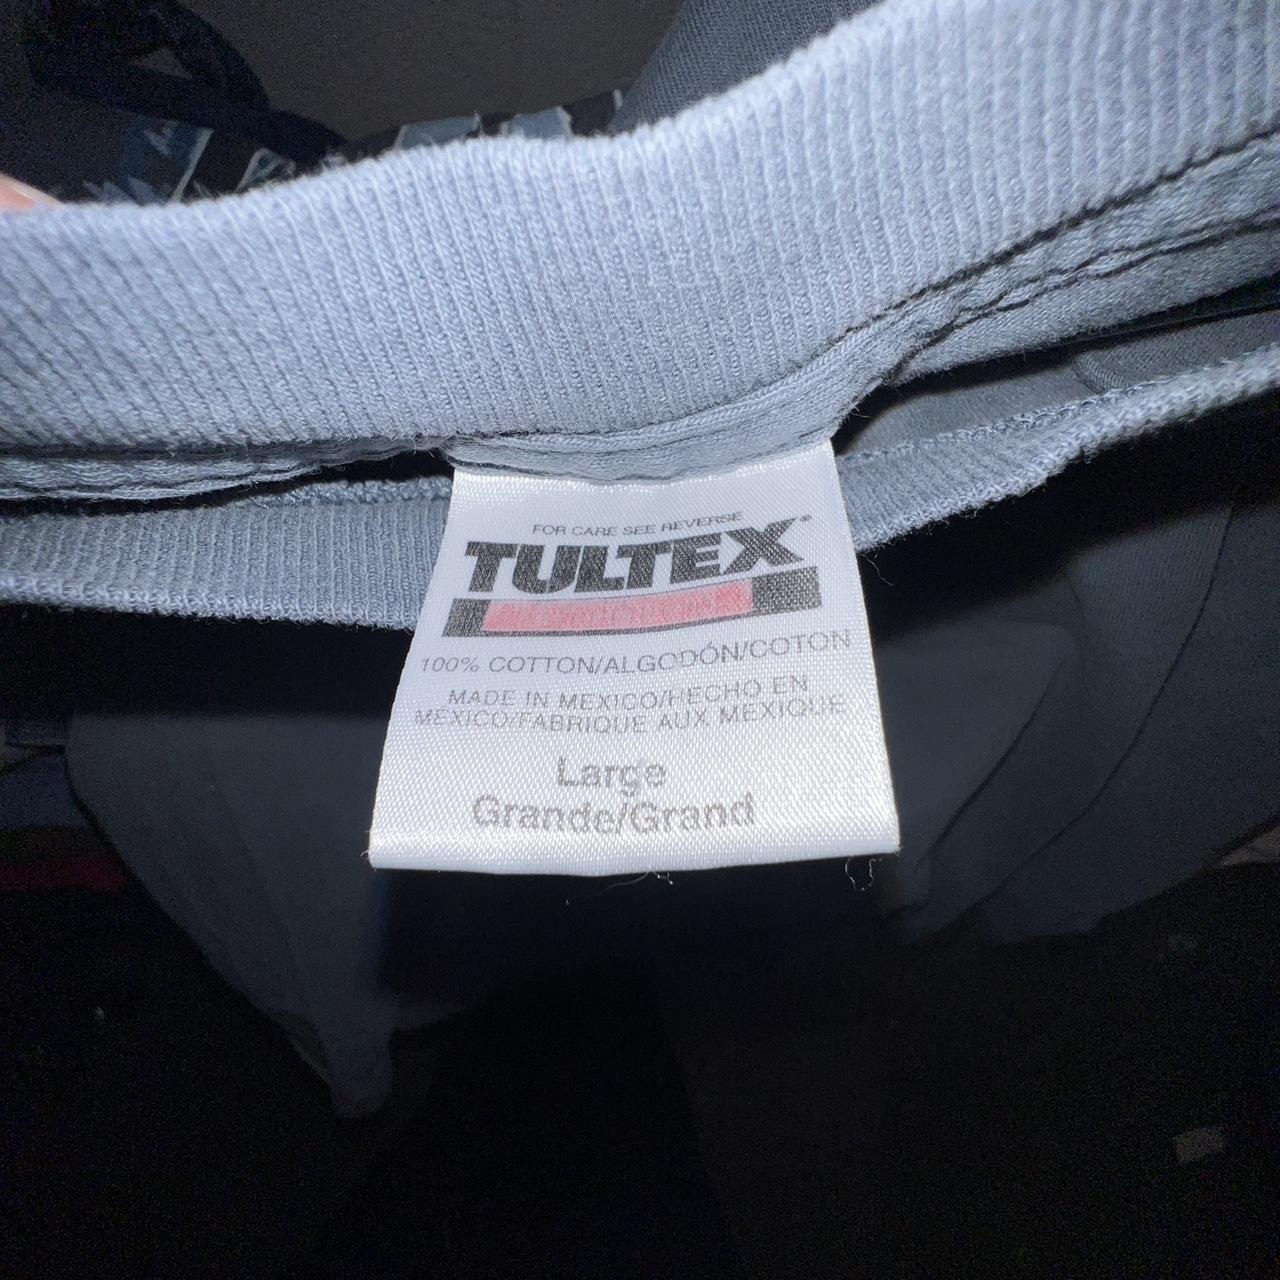 FOR CARE SEE REVERSE
TULTEX
100% COTTON/ALGODÓN/COTON
MADE IN MEXICO/HECHO EN
MEXICO/FABRIQUE AUX MEXIQUE
Large
Grande/Grand